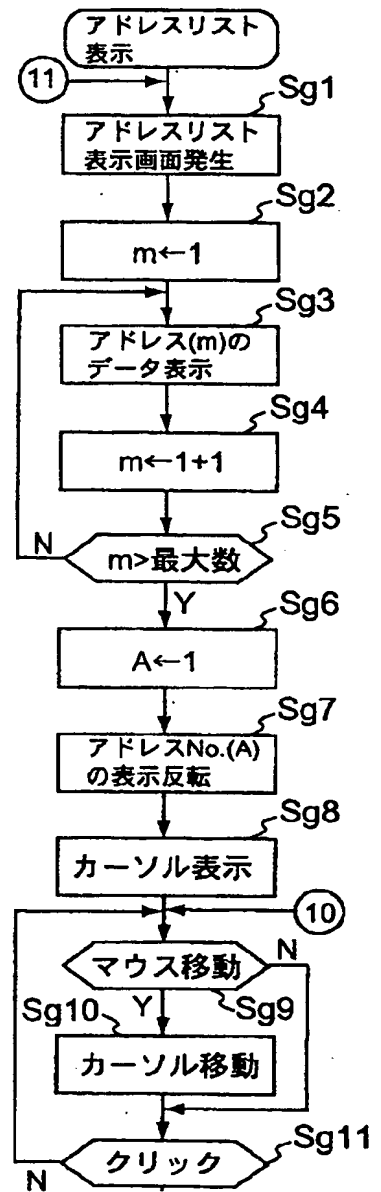 アドレスリスト
表示
11
Sg1
アドレスリスト
表示画面発生
Sg2
m←1
Sg3
アドレス(m)の
データ表示
Sg4
m←1+1
Sg5
N
m>最大数
Y
Sg6
A←1
Sg7
アドレスNo.(A)
の表示反転
Sg8
カーソル表示
10
マウス移動
N
Sg10
Y
Sg9
カーソル移動
Sg11
クリック
N